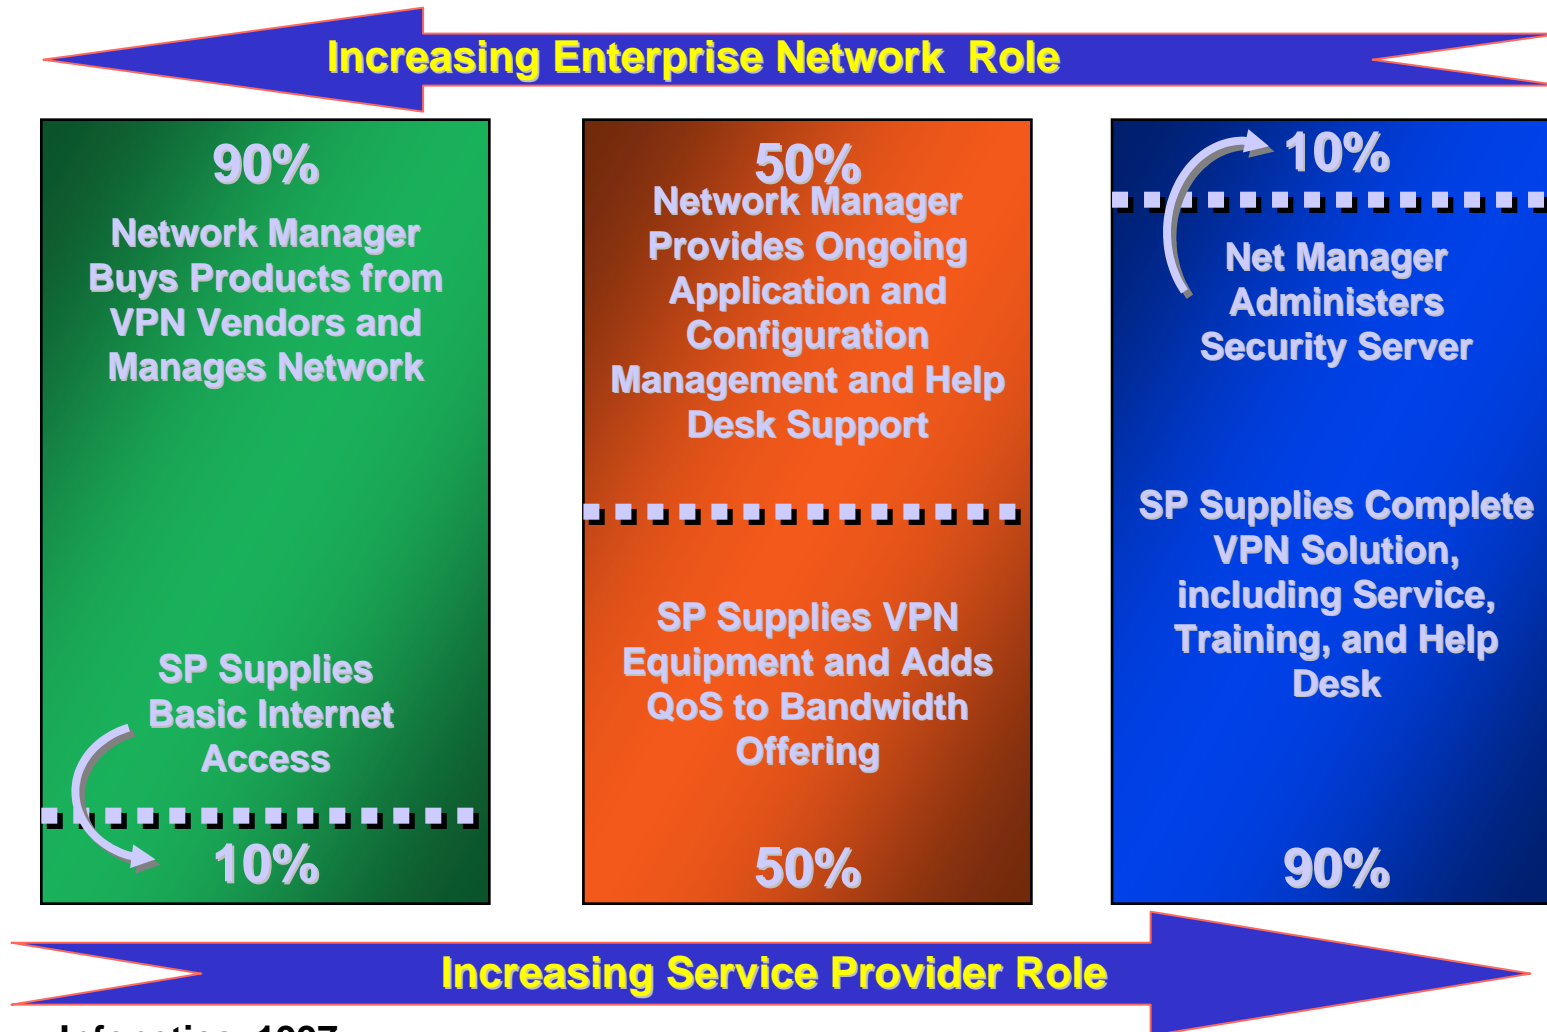 Increasing Enterprise Network Role
90%
Network Manager
Buys Products from
VPN Vendors and
Manages Network
SP Supplies
Basic Internet
Access
10%
50%
Network Manager
Provides Ongoing
Application and
Configuration
Management and Help
Desk Support
SP Supplies VPN
Equipment and Adds
QoS to Bandwidth
Offering
50%
10%
Net Manager
Administers
Security Server
SP Supplies Complete
VPN Solution,
including Service,
Training, and Help
Desk
90%
Increasing Service Provider Role